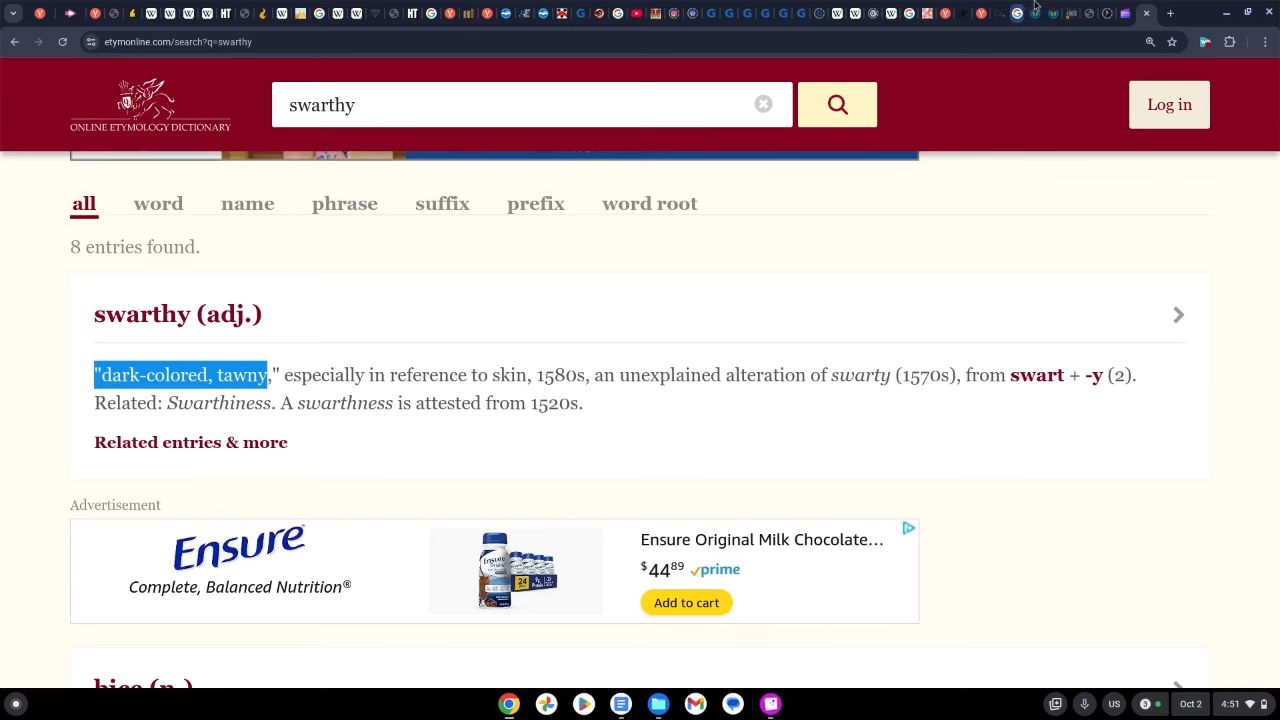 etymonline.com/search?q=swarthy
ONLINE ETYMOLOGY DICTIONARY
swarthy
Log in
all word name phrase suffix prefix word root
8 entries found.
swarthy (adj.)
"dark-colored, tawny," especially in reference to skin, 1580s, an unexplained alteration of swarty (1570s), from swart + -y (2).
Related: Swarthiness. A swarthness is attested from 1520s.
Related entries & more
Advertisement
Ensure®
Complete, Balanced Nutrition®
Ensure Original Milk Chocolate…
$44⁸⁹ prime
Add to cart
US 3 Oct 2 4:51